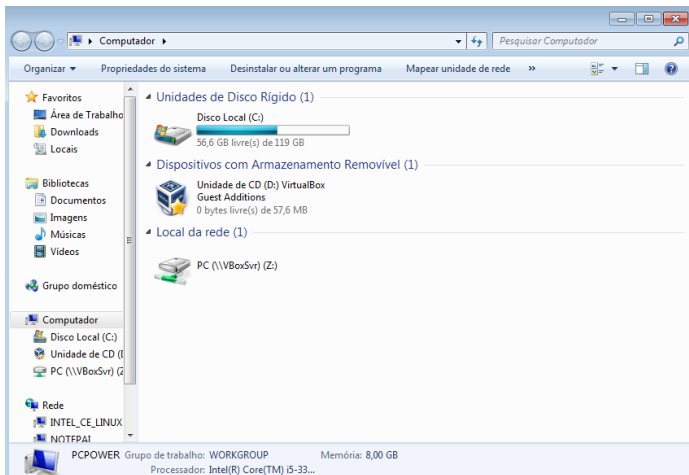 Computador
Pesquisar Computador
Organizar
Propriedades do sistema
Desinstalar ou alterar um programa
Mapear unidade de rede
»
Favoritos
Área de Trabalho
Downloads
Locais
Bibliotecas
Documentos
Imagens
Músicas
Vídeos
Grupo doméstico
Computador
Disco Local (C:)
Unidade de CD (
PC (\\VBoxSvr) (Z
Rede
INTEL_CE_LINUX
NOTEPAI
Unidades de Disco Rígido (1)
Disco Local (C:)
56,6 GB livre(s) de 119 GB
Dispositivos com Armazenamento Removível (1)
Unidade de CD (D:) VirtualBox
Guest Additions
0 bytes livre(s) de 57,6 MB
Local da rede (1)
PC (\\VBoxSvr) (Z:)
PCPOWER Grupo de trabalho: WORKGROUP Memória: 8,00 GB
Processador: Intel(R) Core(TM) i5-33...